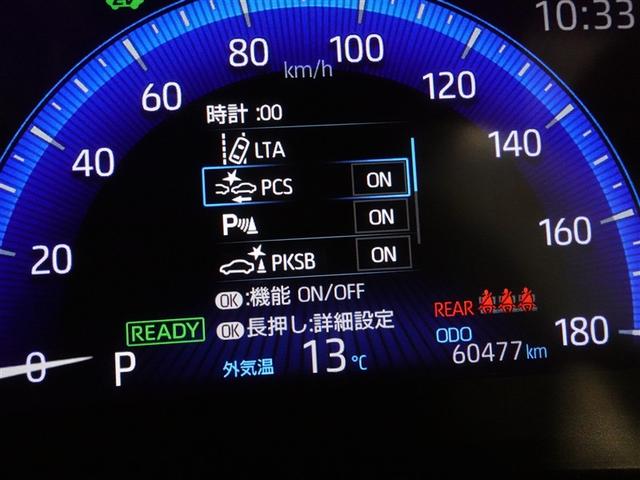 10:33
80
100
km/h
60
120
時計 :00
40
LTA
140
PCS ON
P ON
20
160
PKSB ON
OK:機能 ON/OFF
OK長押し:詳細設定
REAR
READY
ODO
180
0
P
外気温 13℃
60477km